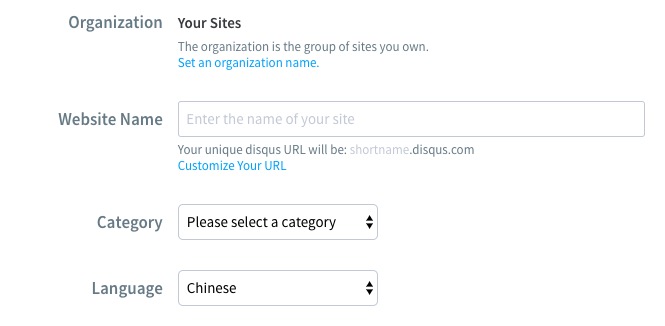 Organization Your Sites
The organization is the group of sites you own.
Set an organization name.
Website Name Enter the name of your site
Your unique disqus URL will be: shortname.disqus.com
Customize Your URL
Category Please select a category
Language Chinese